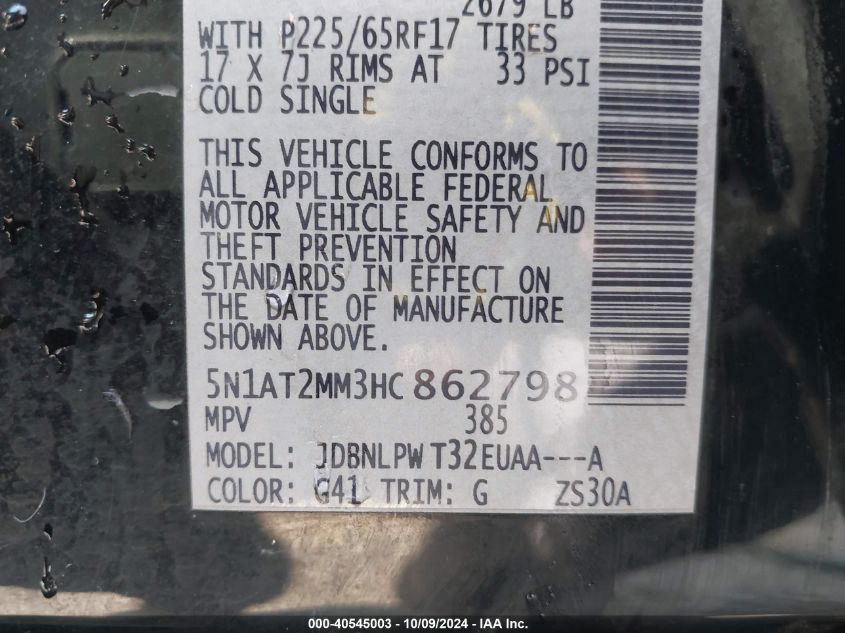 2679 LB
WITH P225/65RF17 TIRES
17 X 7J RIMS AT 33 PSI
COLD SINGLE
THIS VEHICLE CONFORMS TO
ALL APPLICABLE FEDERAL
MOTOR VEHICLE SAFETY AND
THEFT PREVENTION
STANDARDS IN EFFECT ON
THE DATE OF MANUFACTURE
SHOWN ABOVE.
5N1AT2MM3HC862798
MPV 385
MODEL: JDBNLPW T32EUAA---A
COLOR: G41 TRIM: G ZS30A
000-40545003 - 10/09/2024 - IAA Inc.